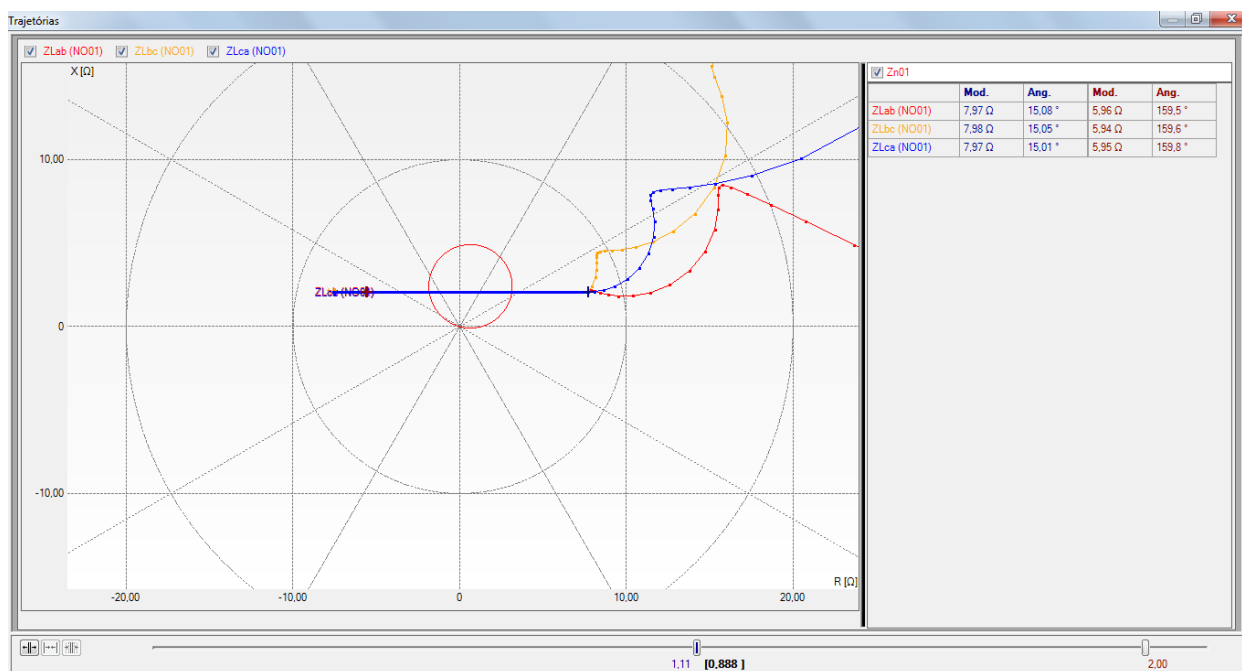 Trajetórias
ZLab (NO01) ZLbc (NO01) ZLca (NO01)
X [Ω]
10,00
0
-10,00
-20,00 -10,00 0 10,00 20,00
R [Ω]
Zn01
Mod. Ang. Mod. Ang.
ZLab (NO01) 7,97 Ω 15,08 ° 5,96 Ω 159,5 °
ZLbc (NO01) 7,98 Ω 15,05 ° 5,94 Ω 159,6 °
ZLca (NO01) 7,97 Ω 15,01 ° 5,95 Ω 159,8 °
1,11 [0,888 ] 2,00